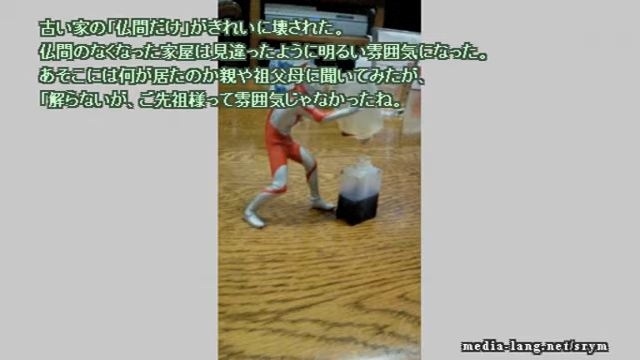 古い家の「仏間だけ」がきれいに壊された。
仏間のなくなった家屋は見違ったように明るい雰囲気になった。
あそこには何が居たのか親や祖父母に聞いてみたが、
「解らないが、ご先祖様って雰囲気じゃなかったね。
media-lang.net/srym